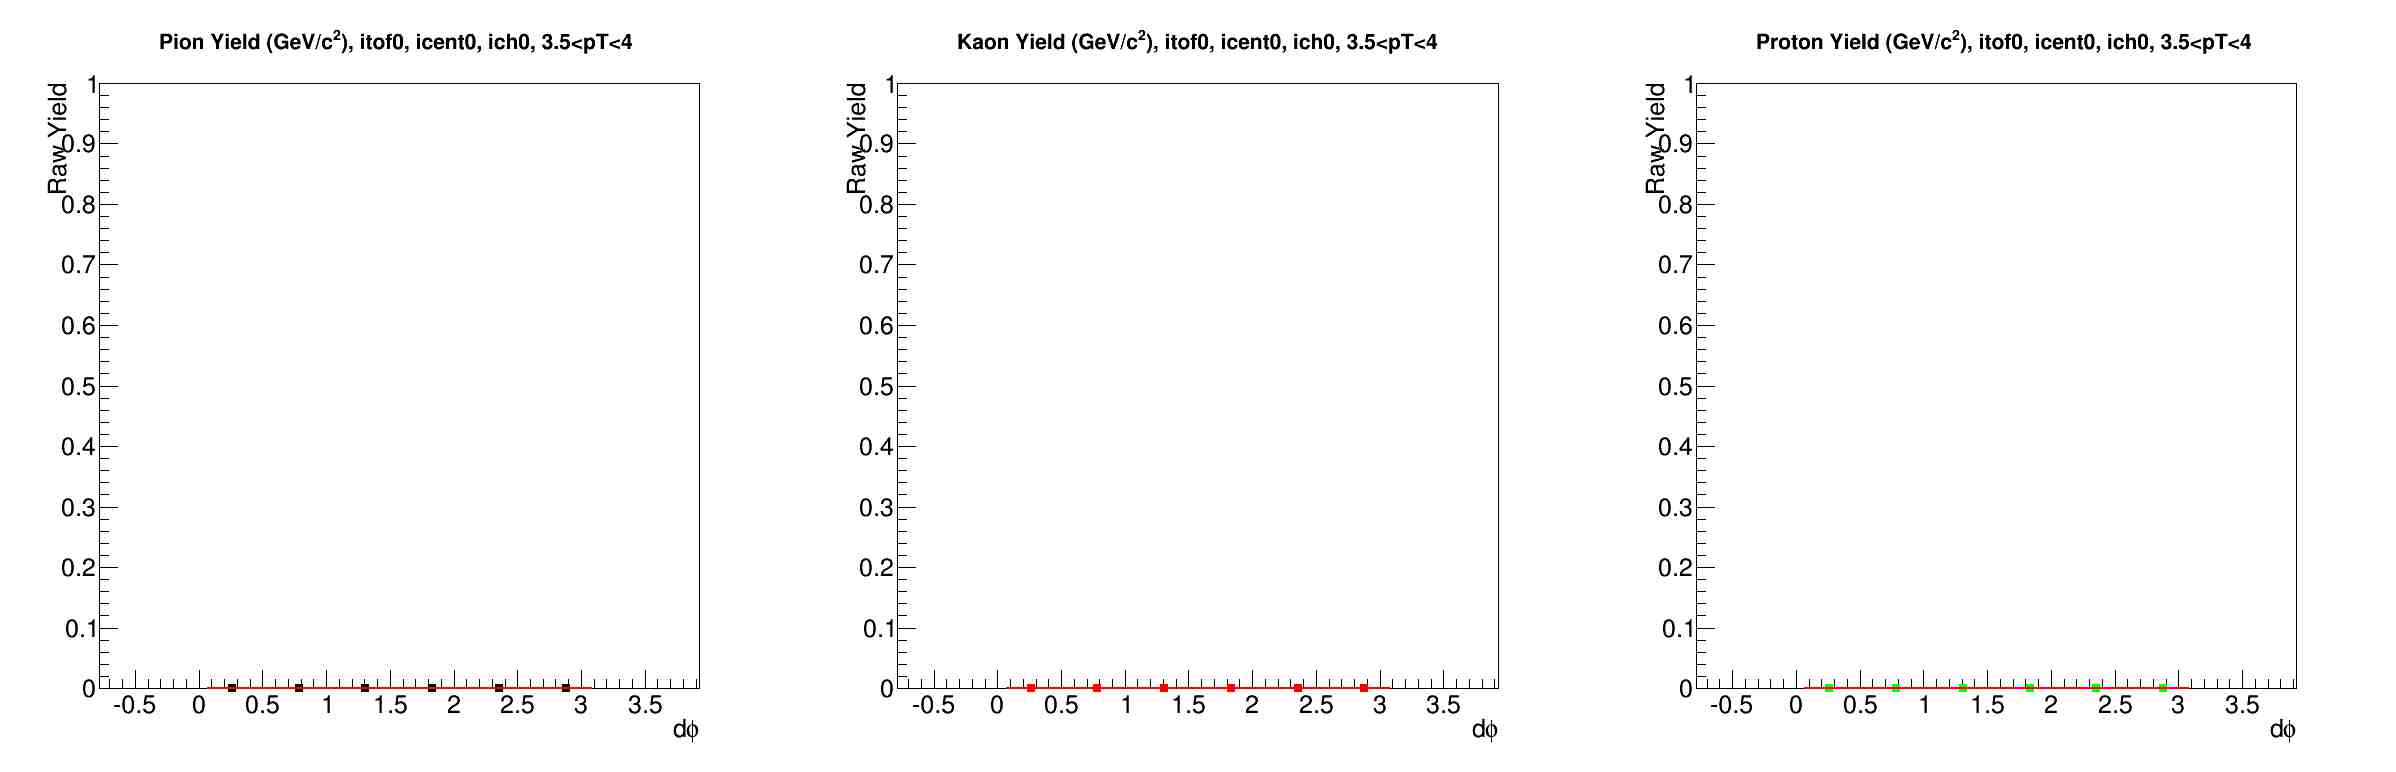 Pion Yield (GeV/c²), itof0, icent0, ich0, 3.5<pT<4
Raw Yield
1
0.9
0.8
0.7
0.6
0.5
0.4
0.3
0.2
0.1
0
-0.5 0 0.5 1 1.5 2 2.5 3 3.5
dϕ
Kaon Yield (GeV/c²), itof0, icent0, ich0, 3.5<pT<4
Raw Yield
1
0.9
0.8
0.7
0.6
0.5
0.4
0.3
0.2
0.1
0
-0.5 0 0.5 1 1.5 2 2.5 3 3.5
dϕ
Proton Yield (GeV/c²), itof0, icent0, ich0, 3.5<pT<4
Raw Yield
1
0.9
0.8
0.7
0.6
0.5
0.4
0.3
0.2
0.1
0
-0.5 0 0.5 1 1.5 2 2.5 3 3.5
dϕ